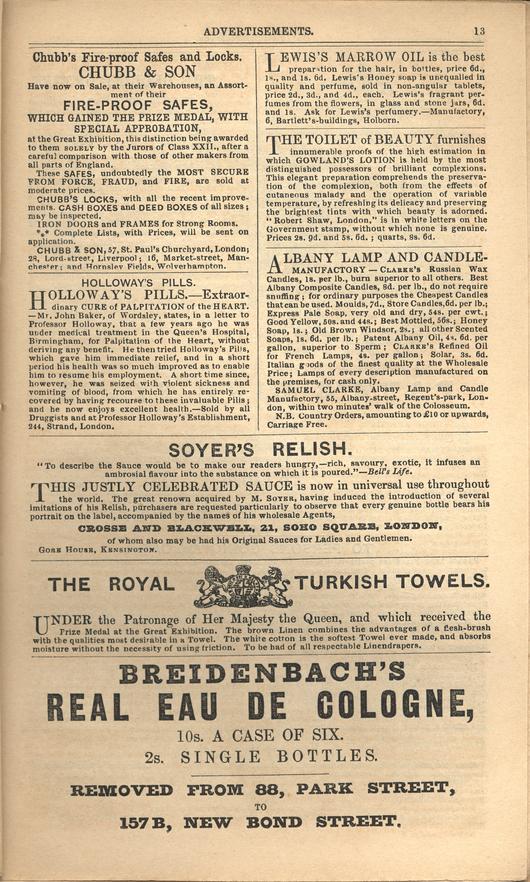 ADVERTISEMENTS. 13
Chubb's Fire-proof Safes and Locks.
CHUBB & SON
Have now on Sale, at their Warehouses, an Assort-
ment of their
FIRE-PROOF SAFES,
WHICH GAINED THE PRIZE MEDAL, WITH
SPECIAL APPROBATION,
at the Great Exhibition, this distinction being awarded
to them SOLELY by the Jurors of Class XXII., after a
careful comparison with those of other makers from
all parts of England.
These SAFES, undoubtedly the MOST SECURE
FROM FORCE, FRAUD, and FIRE, are sold at
moderate prices.
CHUBB'S LOCKS, with all the recent improve-
ments. CASH BOXES and DEED BOXES of all sizes;
may be inspected.
IRON DOORS and FRAMES for Strong Rooms.
*** Complete Lists, with Prices, will be sent on
application.
CHUBB & SON, 57, St. Paul's Churchyard, London;
28, Lord-street, Liverpool; 16, Market-street, Man-
chester; and Hornsley Fields, Wolverhampton.
HOLLOWAY'S PILLS.
HOLLOWAY'S PILLS.—Extraor-
dinary CURE of PALPITATION of the HEART.
—Mr. John Baker, of Wordsley, states, in a letter to
Professor Holloway, that a few years ago he was
under medical treatment in the Queen's Hospital,
Birmingham, for Palpitation of the Heart, without
deriving any benefit. He then tried Holloway's Pills,
which gave him immediate relief, and in a short
period his health was so much improved as to enable
him to resume his employment. A short time since,
however, he was seized with violent sickness and
vomiting of blood, from which he has entirely re-
covered by having recourse to these invaluable Pills;
and he now enjoys excellent health.—Sold by all
Druggists and at Professor Holloway's Establishment,
244, Strand, London.
LEWIS'S MARROW OIL is the best
preparation for the hair, in bottles, price 6d.,
1s., and 1s. 6d. Lewis's Honey soap is unequalled in
quality and perfume, sold in non-angular tablets,
price 2d., 3d., and 4d., each. Lewis's fragrant per-
fumes from the flowers, in glass and stone jars, 6d.
and 1s. Ask for Lewis's perfumery.—Manufactory,
6, Bartlett's-buildings, Holborn.
THE TOILET of BEAUTY furnishes
innumerable proofs of the high estimation in
which GOWLAND'S LOTION is held by the most
distinguished possessors of brilliant complexions.
This elegant preparation comprehends the preserva-
tion of the complexion, both from the effects of
cutaneous malady and the operation of variable
temperature, by refreshing its delicacy and preserving
the brightest tints with which beauty is adorned.
"Robert Shaw, London," is in white letters on the
Government stamp, without which none is genuine.
Prices 2s. 9d. and 5s. 6d.; quarts, 8s. 6d.
ALBANY LAMP AND CANDLE-
MANUFACTORY—CLARKE'S Russian Wax
Candles, 1s. per lb., burn superior to all others. Best
Albany Composite Candles, 8d. per lb., do not require
snuffing; for ordinary purposes the Cheapest Candles
that can be used. Moulds, 7d., Store Candles, 6d. per lb.;
Express Pale Soap, very old and dry, 54s. per cwt.;
Good Yellow, 50s. and 44s.; Best Mottled, 56s.; Honey
Soap, 1s.; Old Brown Windsor, 2s.; all other Scented
Soaps, 1s. 6d. per lb.; Patent Albany Oil, 4s. 6d. per
gallon, superior to Sperm; CLARKE'S Refined Oil
for French Lamps, 4s. per gallon; Solar, 3s. 6d.
Italian goods of the finest quality at the Wholesale
Price; Lamps of every description manufactured on
the premises, for cash only.
SAMUEL CLARKE, Albany Lamp and Candle
Manufactory, 55, Albany-street, Regent's-park, Lon-
don, within two minutes' walk of the Colosseum.
N.B. Country Orders, amounting to £10 or upwards,
Carriage Free.
SOYER'S RELISH.
"To describe the Sauce would be to make our readers hungry,—rich, savoury, exotic, it infuses an
ambrosial flavour into the substance on which it is poured."—Bell's Life.
THIS JUSTLY CELEBRATED SAUCE is now in universal use throughout
the world. The great renown acquired by M. SOYER, having induced the introduction of several
imitations of his Relish, purchasers are requested particularly to observe that every genuine bottle bears his
portrait on the label, accompanied by the names of his wholesale Agents,
CROSSE AND BLACKWELL, 21, SOHO SQUARE, LONDON,
of whom also may be had his Original Sauces for Ladies and Gentlemen.
GORE HOUSE, KENSINGTON.
THE ROYAL TURKISH TOWELS.
UNDER the Patronage of Her Majesty the Queen, and which received the
Prize Medal at the Great Exhibition. The brown Linen combines the advantages of a flesh-brush
with the qualities most desirable in a Towel. The white cotton is the softest Towel ever made, and absorbs
moisture without the necessity of using friction. To be had of all respectable Linendrapers.
BREIDENBACH'S
REAL EAU DE COLOGNE,
10s. A CASE OF SIX.
2s. SINGLE BOTTLES.
REMOVED FROM 88, PARK STREET,
TO
157B, NEW BOND STREET.